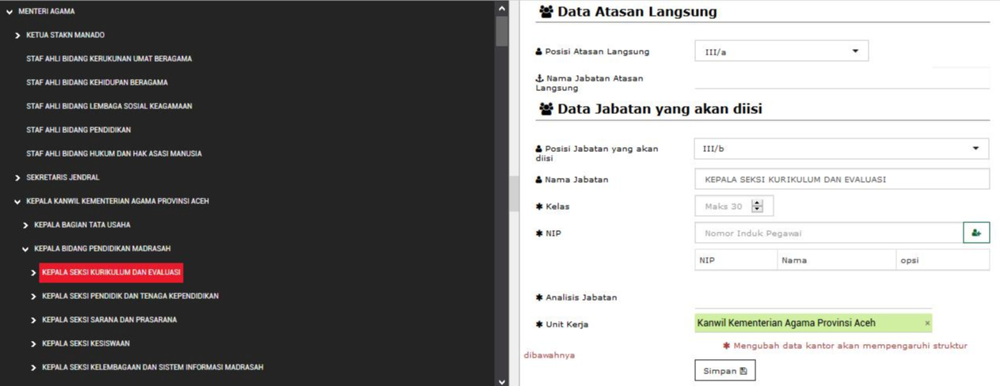 MENTERI AGAMA
KETUA STAKN MANADO
STAF AHLI BIDANG KERUKUNAN UMAT BERAGAMA
STAF AHLI BIDANG KEHIDUPAN BERAGAMA
STAF AHLI BIDANG LEMBAGA SOSIAL KEAGAMAAN
STAF AHLI BIDANG PENDIDIKAN
STAF AHLI BIDANG HUKUM DAN HAK ASASI MANUSIA
SEKRETARIS JENDRAL
KEPALA KANWIL KEMENTERIAN AGAMA PROVINSI ACEH
KEPALA BAGIAN TATA USAHA
KEPALA BIDANG PENDIDIKAN MADRASAH
KEPALA SEKSI KURIKULUM DAN EVALUASI
KEPALA SEKSI PENDIDIK DAN TENAGA KEPENDIDIKAN
KEPALA SEKSI SARANA DAN PRASARANA
KEPALA SEKSI KESISWAAN
KEPALA SEKSI KELEMBAGAAN DAN SISTEM INFORMASI MADRASAH
Data Atasan Langsung
Posisi Atasan Langsung III/a
Nama Jabatan Atasan
Langsung
Data Jabatan yang akan diisi
Posisi Jabatan yang akan
diisi
III/b
Nama Jabatan KEPALA SEKSI KURIKULUM DAN EVALUASI
Kelas Maks 30
NIP Nomor Induk Pegawai
NIP Nama opsi
Analisis Jabatan
Unit Kerja Kanwil Kementerian Agama Provinsi Aceh ×
Mengubah data kantor akan mempengaruhi struktur
dibawahnya
Simpan